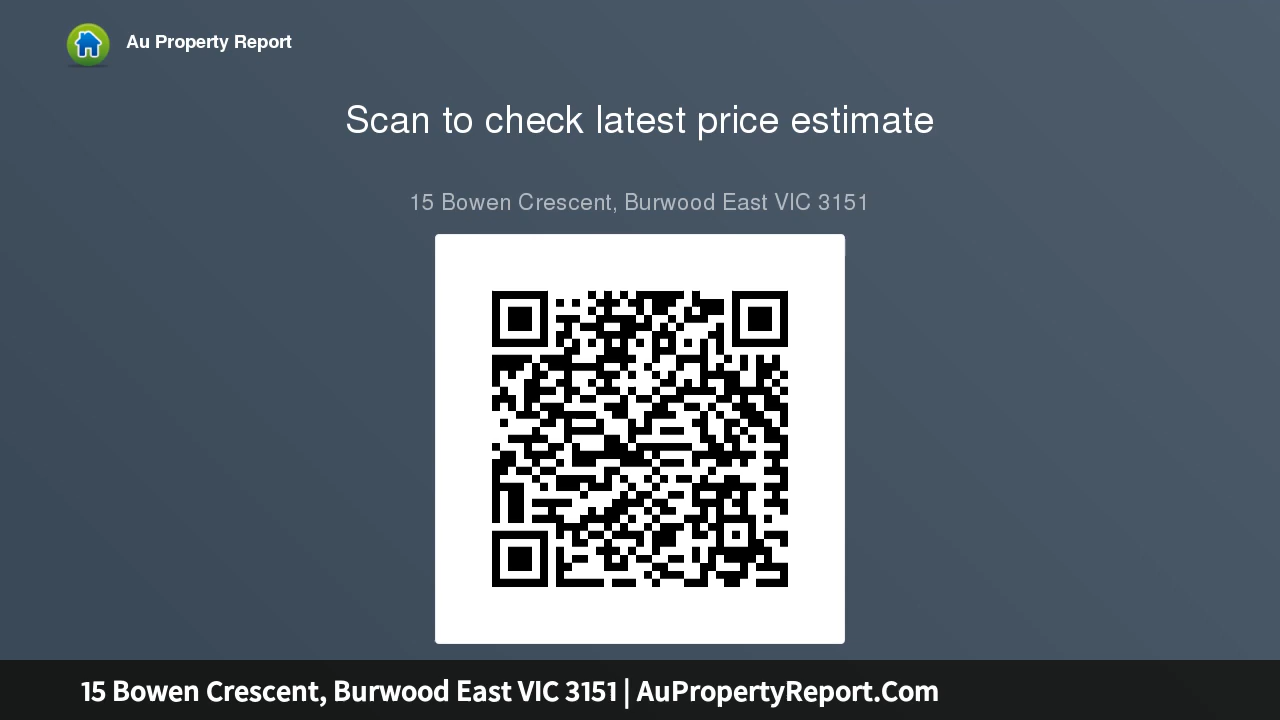 Au Property Report
Scan to check latest price estimate
15 Bowen Crescent, Burwood East VIC 3151
15 Bowen Crescent, Burwood East VIC 3151 | AuPropertyReport.Com